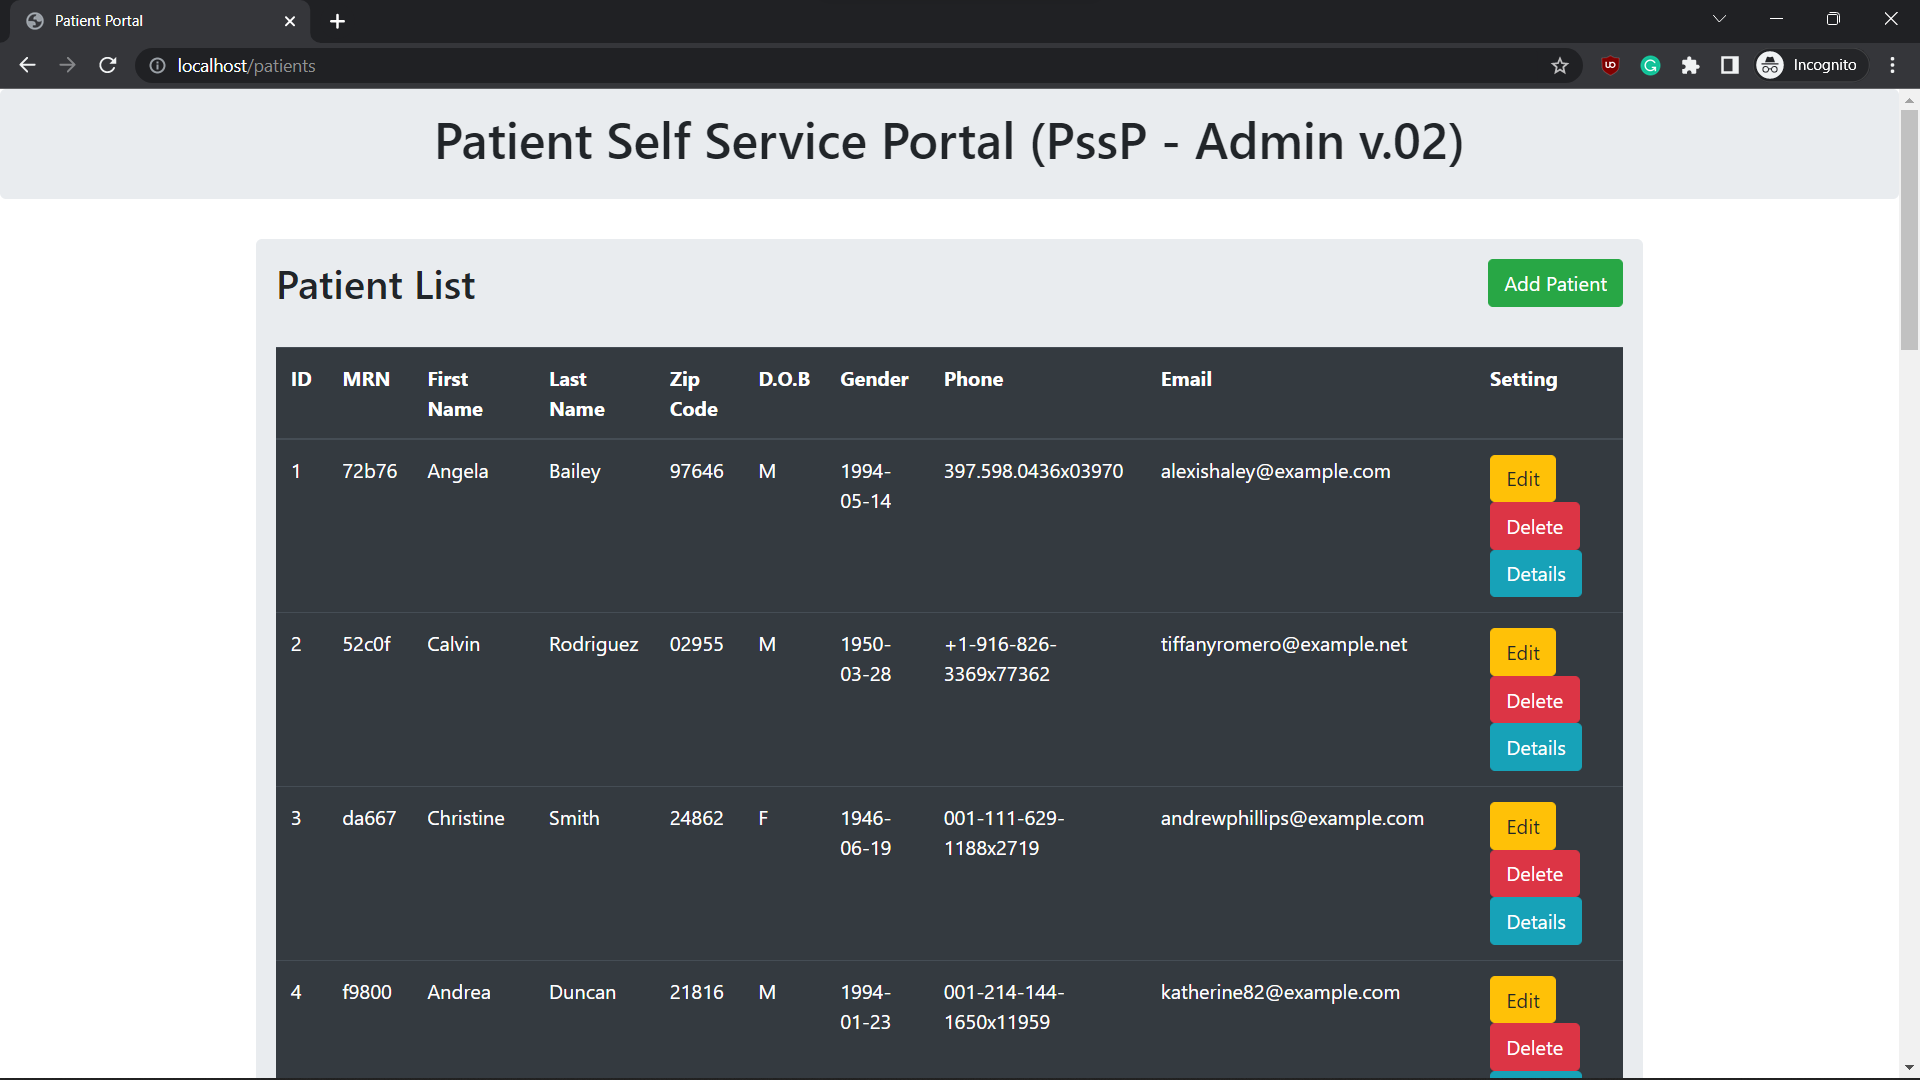 Patient Portal
localhost/patients
Incognito
Patient Self Service Portal (PssP - Admin v.02)
Patient List
Add Patient
ID MRN First Name Last Name Zip Code D.O.B Gender Phone Email Setting
1 72b76 Angela Bailey 97646 M 1994-05-14 397.598.0436x03970 alexishaley@example.com
Edit
Delete
Details
2 52c0f Calvin Rodriguez 02955 M 1950-03-28 +1-916-826-3369x77362 tiffanyromero@example.net
Edit
Delete
Details
3 da667 Christine Smith 24862 F 1946-06-19 001-111-629-1188x2719 andrewphillips@example.com
Edit
Delete
Details
4 f9800 Andrea Duncan 21816 M 1994-01-23 001-214-144-1650x11959 katherine82@example.com
Edit
Delete